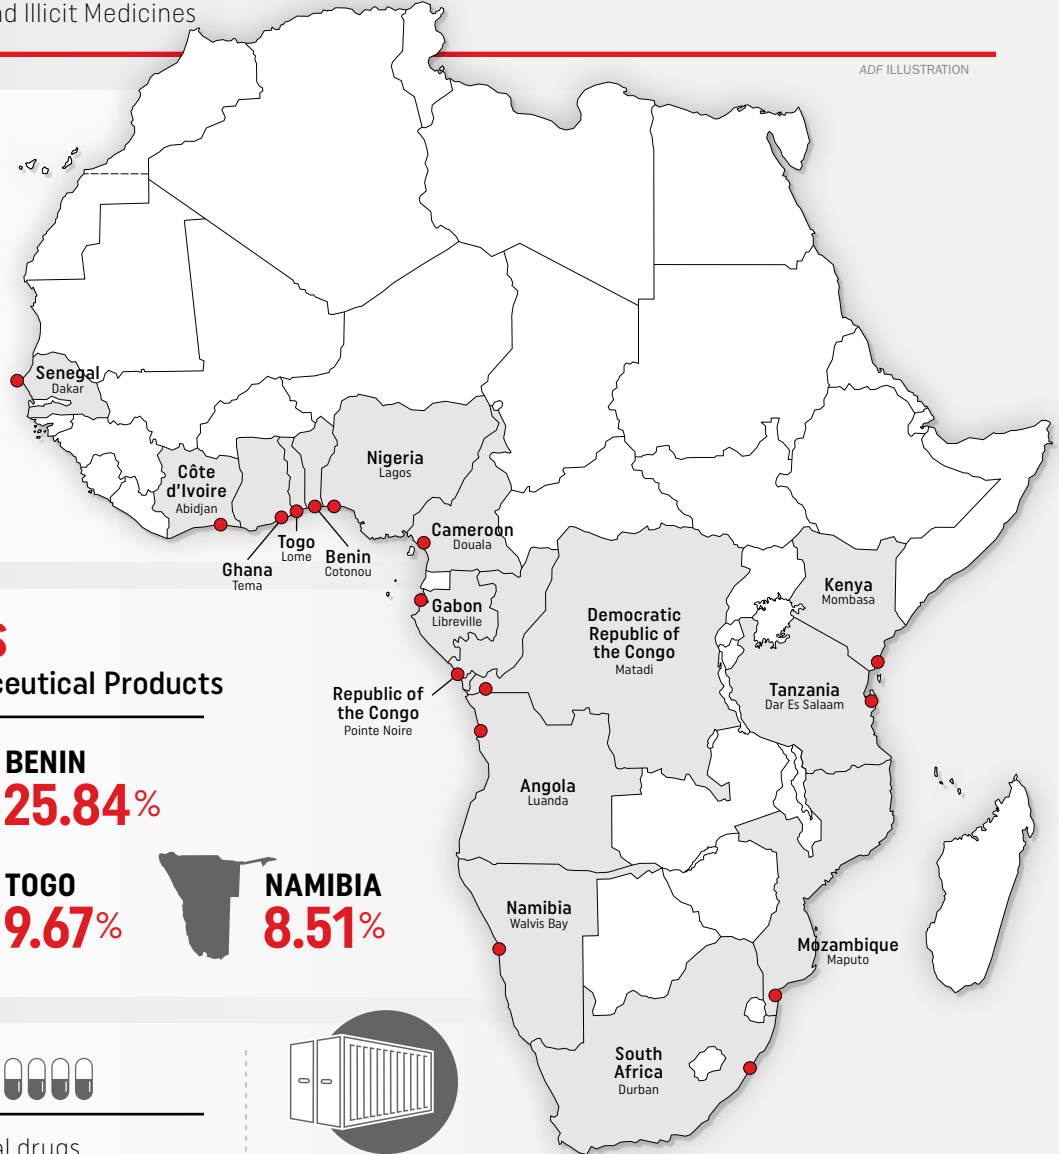 nd Illicit Medicines
ADF ILLUSTRATION
Senegal
Dakar
Côte
d'Ivoire
Abidjan
Nigeria
Lagos
Cameroon
Douala
Togo
Lome
Benin
Cotonou
Ghana
Tema
Gabon
Libreville
Democratic
Republic of
the Congo
Matadi
Kenya
Mombasa
Tanzania
Dar Es Salaam
Republic of
the Congo
Pointe Noire
Angola
Luanda
Namibia
Walvis Bay
Mozambique
Maputo
South
Africa
Durban
S
ceutical Products
BENIN
25.84%
TOGO
9.67%
NAMIBIA
8.51%
al drugs